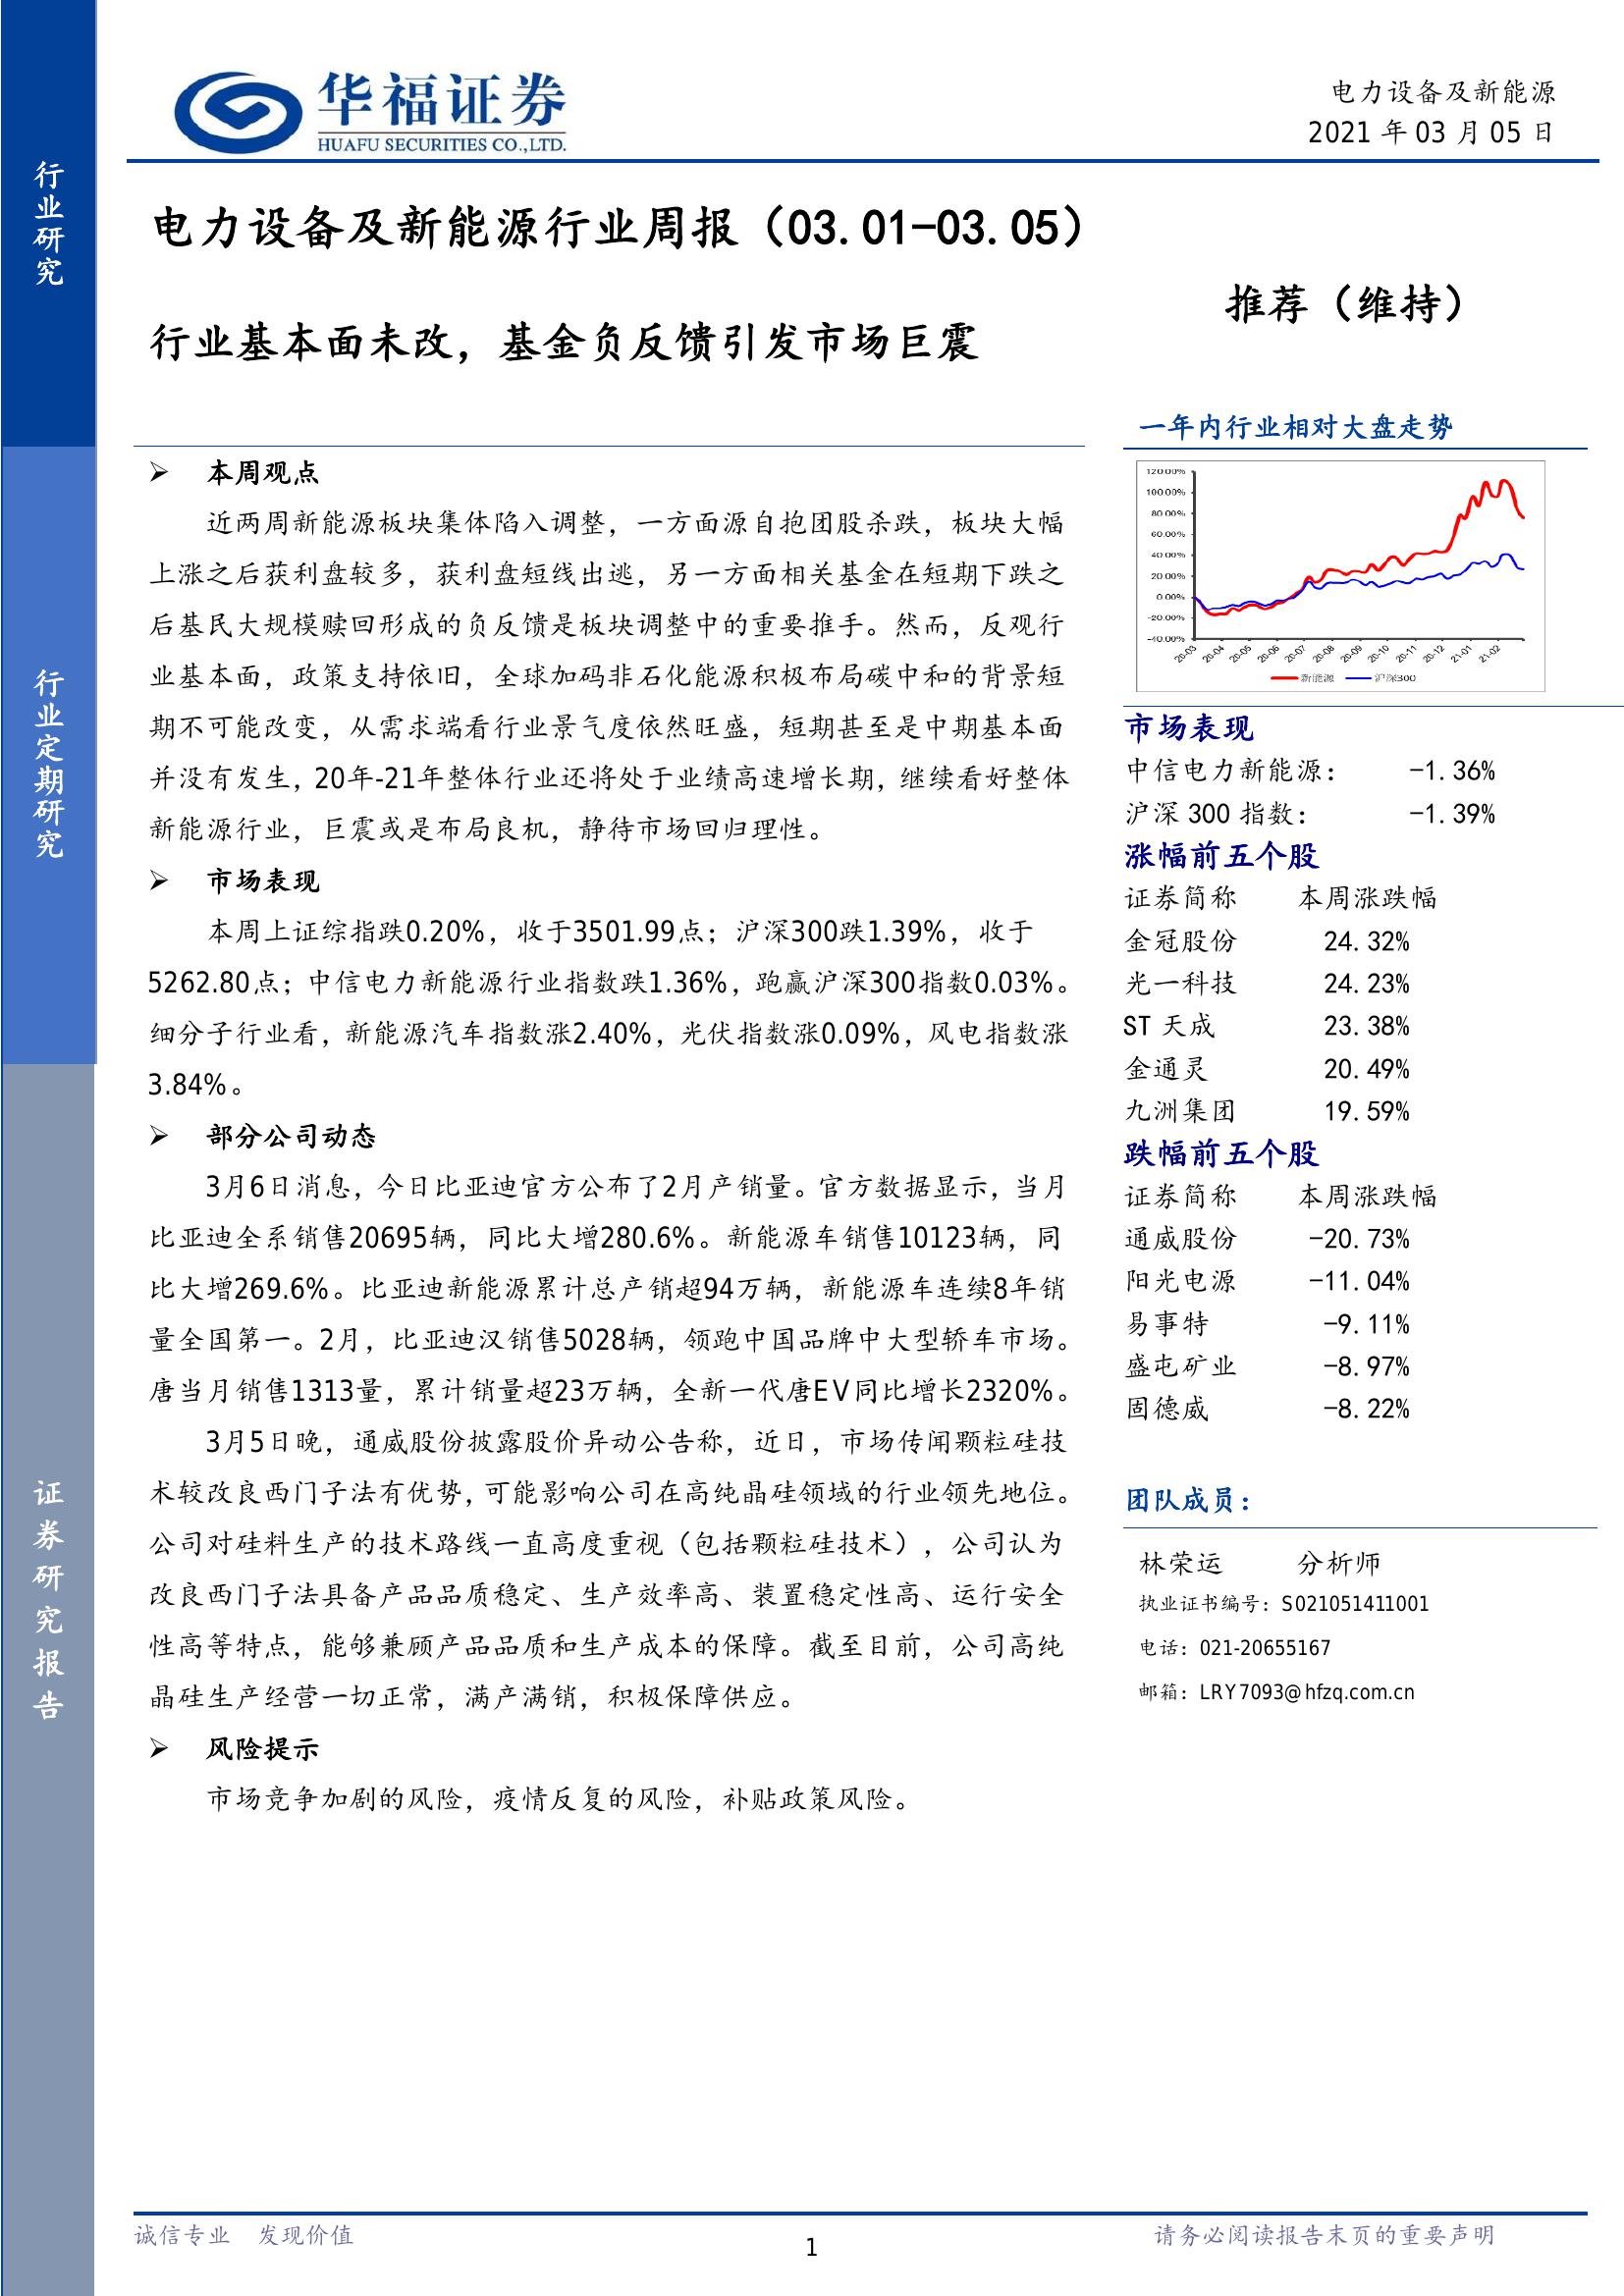 行业研究
行业定期研究
证券研究报告
华福证券
HUAFU SECURITIES CO.,LTD.
电力设备及新能源
2021 年 03 月 05 日
电力设备及新能源行业周报（03.01-03.05）
推荐（维持）
行业基本面未改，基金负反馈引发市场巨震
➢ 本周观点
近两周新能源板块集体陷入调整，一方面源自抱团股杀跌，板块大幅
上涨之后获利盘较多，获利盘短线出逃，另一方面相关基金在短期下跌之
后基民大规模赎回形成的负反馈是板块调整中的重要推手。然而，反观行
业基本面，政策支持依旧，全球加码非石化能源积极布局碳中和的背景短
期不可能改变，从需求端看行业景气度依然旺盛，短期甚至是中期基本面
并没有发生，20年-21年整体行业还将处于业绩高速增长期，继续看好整体
新能源行业，巨震或是布局良机，静待市场回归理性。
➢ 市场表现
本周上证综指跌0.20%，收于3501.99点；沪深300跌1.39%，收于
5262.80点；中信电力新能源行业指数跌1.36%，跑赢沪深300指数0.03%。
细分子行业看，新能源汽车指数涨2.40%，光伏指数涨0.09%，风电指数涨
3.84%。
➢ 部分公司动态
3月6日消息，今日比亚迪官方公布了2月产销量。官方数据显示，当月
比亚迪全系销售20695辆，同比大增280.6%。新能源车销售10123辆，同
比大增269.6%。比亚迪新能源累计总产销超94万辆，新能源车连续8年销
量全国第一。2月，比亚迪汉销售5028辆，领跑中国品牌中大型轿车市场。
唐当月销售1313量，累计销量超23万辆，全新一代唐EV同比增长2320%。
3月5日晚，通威股份披露股价异动公告称，近日，市场传闻颗粒硅技
术较改良西门子法有优势，可能影响公司在高纯晶硅领域的行业领先地位。
公司对硅料生产的技术路线一直高度重视（包括颗粒硅技术），公司认为
改良西门子法具备产品品质稳定、生产效率高、装置稳定性高、运行安全
性高等特点，能够兼顾产品品质和生产成本的保障。截至目前，公司高纯
晶硅生产经营一切正常，满产满销，积极保障供应。
➢ 风险提示
市场竞争加剧的风险，疫情反复的风险，补贴政策风险。
一年内行业相对大盘走势
120.00%
100.00%
80.00%
60.00%
40.00%
20.00%
0.00%
-20.00%
-40.00%
20-03 20-04 20-05 20-06 20-07 20-08 20-09 20-10 20-11 20-12 21-01 21-02
新能源 沪深300
市场表现
中信电力新能源： -1.36%
沪深 300 指数： -1.39%
涨幅前五个股
证券简称 本周涨跌幅
金冠股份 24.32%
光一科技 24.23%
ST 天成 23.38%
金通灵 20.49%
九洲集团 19.59%
跌幅前五个股
证券简称 本周涨跌幅
通威股份 -20.73%
阳光电源 -11.04%
易事特 -9.11%
盛屯矿业 -8.97%
固德威 -8.22%
团队成员：
林荣运 分析师
执业证书编号：S021051411001
电话：021-20655167
邮箱：LRY7093@hfzq.com.cn
诚信专业 发现价值
1
请务必阅读报告末页的重要声明